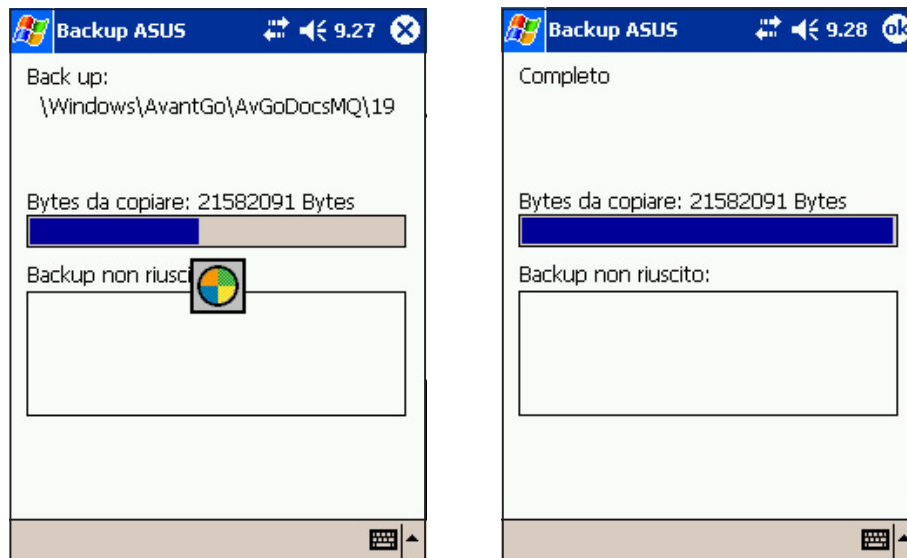 Backup ASUS 9.27
Back up:
\Windows\AvantGo\AvGoDocsMQ\19
Bytes da copiare: 21582091 Bytes
Backup non riusci
Backup ASUS 9.28 ok
Completo
Bytes da copiare: 21582091 Bytes
Backup non riuscito: